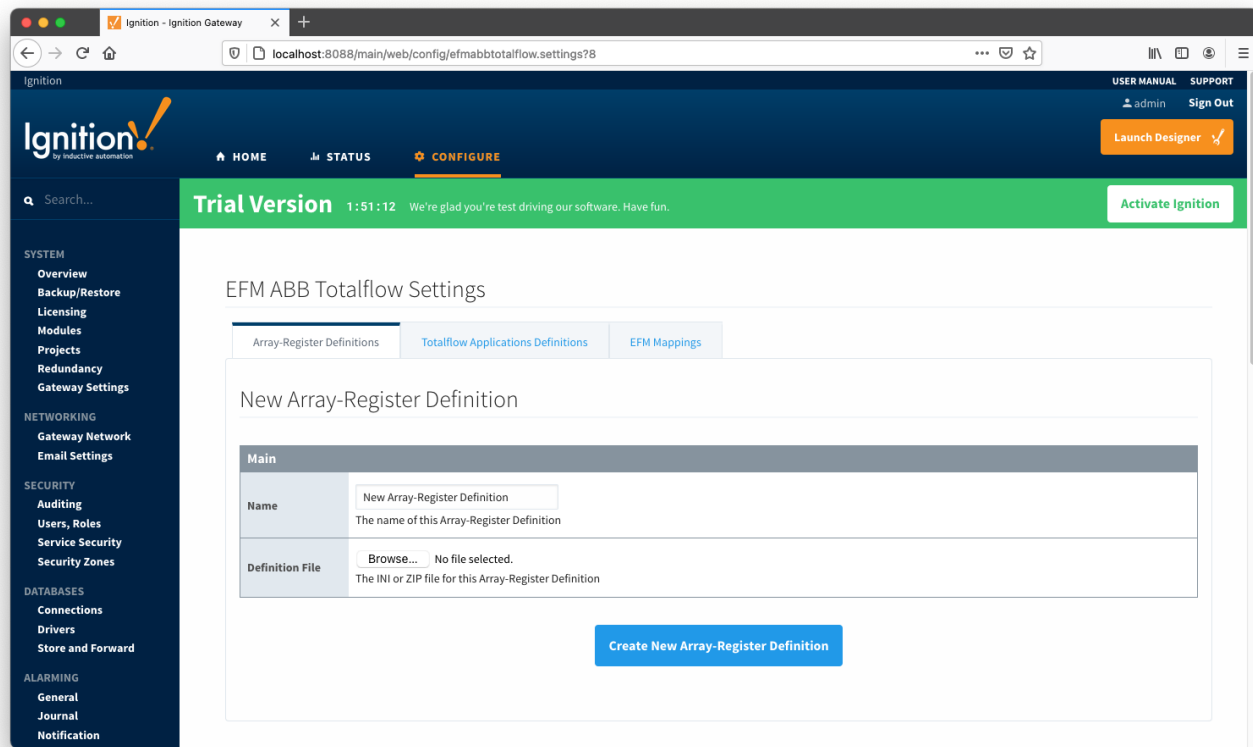 Ignition - Ignition Gateway
localhost:8088/main/web/config/efmabbtotalflow.settings?8
Ignition
USER MANUAL SUPPORT
admin Sign Out
Ignition!
by inductive automation
Launch Designer
HOME STATUS CONFIGURE
Search...
Trial Version 1:51:12 We're glad you're test driving our software. Have fun.
Activate Ignition
SYSTEM
Overview
Backup/Restore
Licensing
Modules
Projects
Redundancy
Gateway Settings
NETWORKING
Gateway Network
Email Settings
SECURITY
Auditing
Users, Roles
Service Security
Security Zones
DATABASES
Connections
Drivers
Store and Forward
ALARMING
General
Journal
Notification
EFM ABB Totalflow Settings
Array-Register Definitions Totalflow Applications Definitions EFM Mappings
New Array-Register Definition
Main
Name
New Array-Register Definition
The name of this Array-Register Definition
Definition File
Browse... No file selected.
The INI or ZIP file for this Array-Register Definition
Create New Array-Register Definition